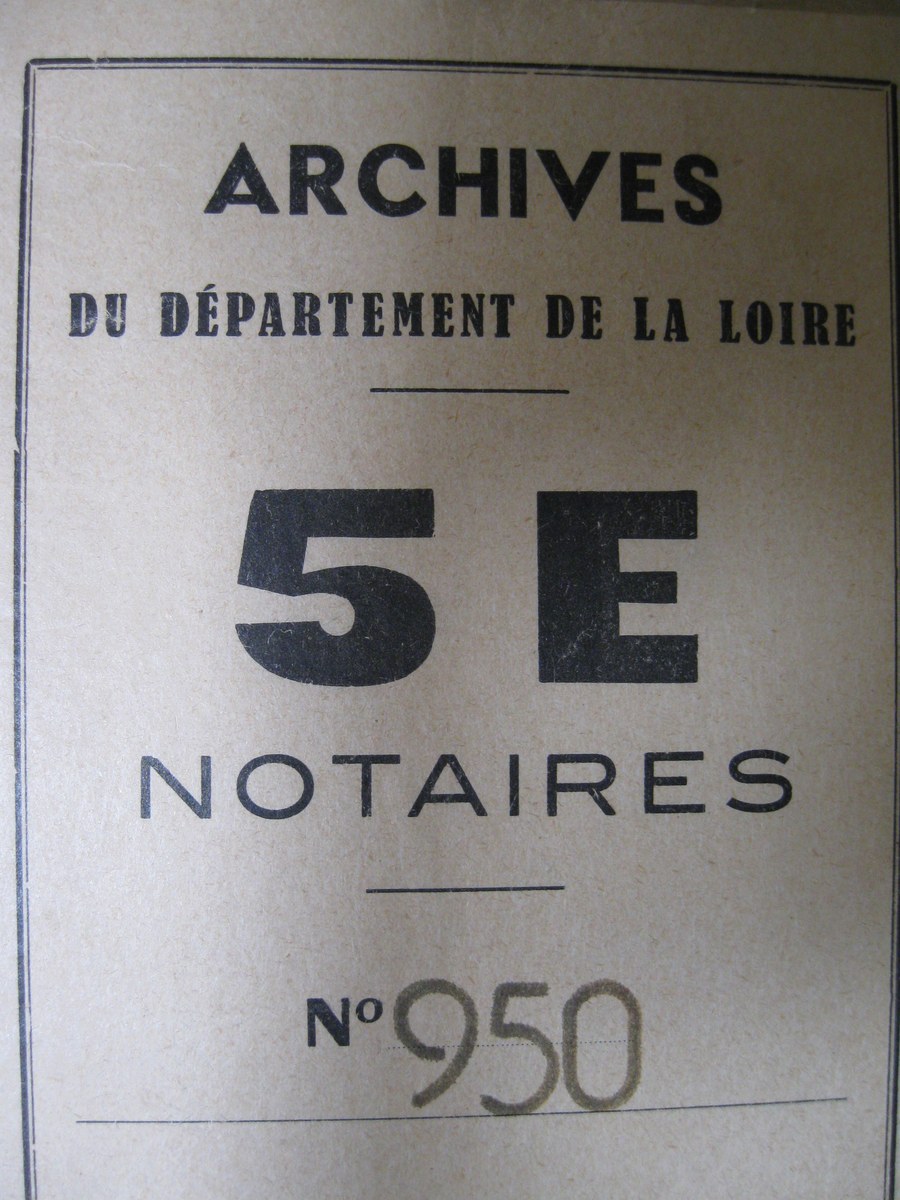 ARCHIVES
DU DÉPARTEMENT DE LA LOIRE
5 E
NOTAIRES
Nº 950